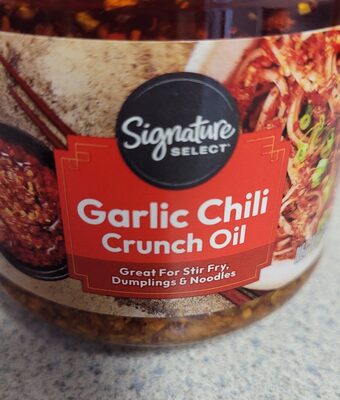 Signature
SELECT
Garlic Chili
Crunch Oil
Great For Stir Fry,
Dumplings & Noodles